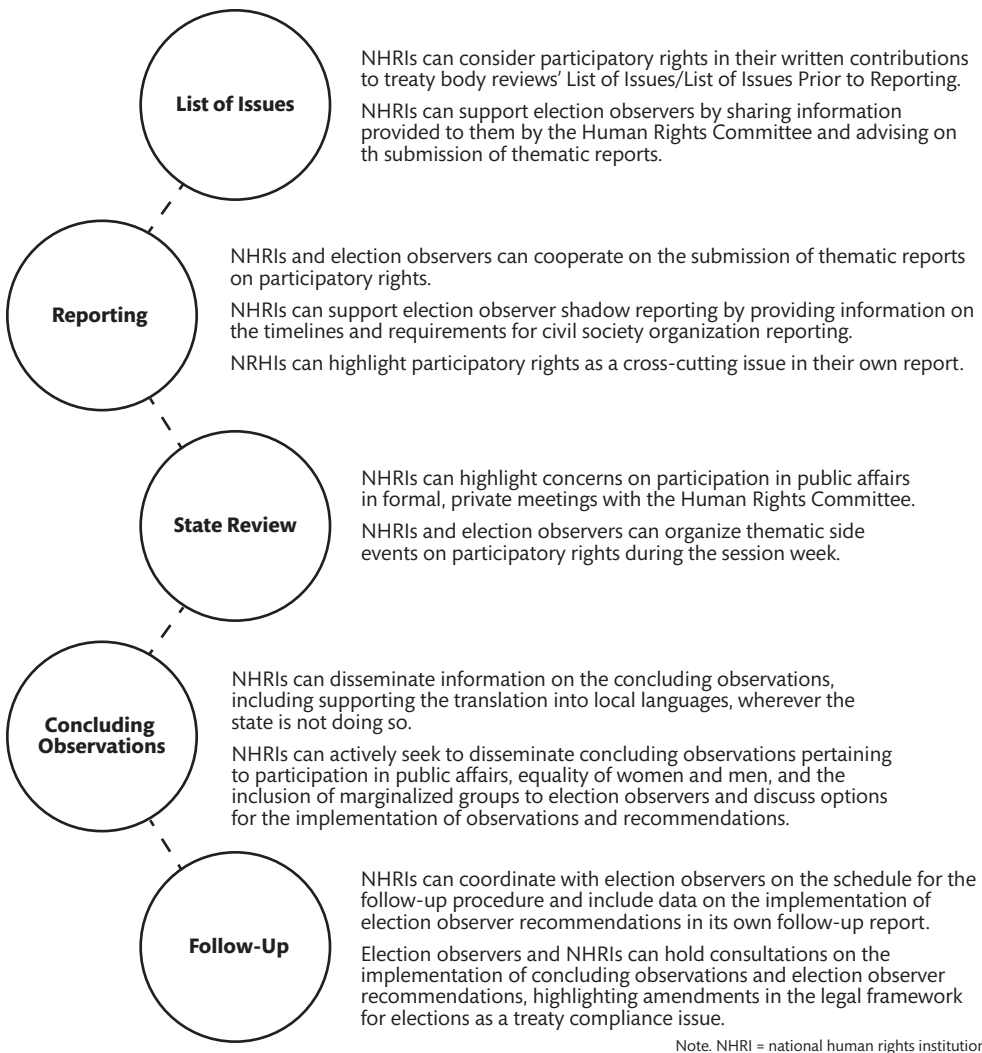 List of Issues
NHRIs can consider participatory rights in their written contributions
to treaty body reviews’ List of Issues/List of Issues Prior to Reporting.
NHRIs can support election observers by sharing information
provided to them by the Human Rights Committee and advising on
th submission of thematic reports.
Reporting
NHRIs and election observers can cooperate on the submission of thematic reports
on participatory rights.
NHRIs can support election observer shadow reporting by providing information on
the timelines and requirements for civil society organization reporting.
NRHIs can highlight participatory rights as a cross-cutting issue in their own report.
State Review
NHRIs can highlight concerns on participation in public affairs
in formal, private meetings with the Human Rights Committee.
NHRIs and election observers can organize thematic side
events on participatory rights during the session week.
Concluding
Observations
NHRIs can disseminate information on the concluding observations,
including supporting the translation into local languages, wherever the
state is not doing so.
NHRIs can actively seek to disseminate concluding observations pertaining
to participation in public affairs, equality of women and men, and the
inclusion of marginalized groups to election observers and discuss options
for the implementation of observations and recommendations.
Follow-Up
NHRIs can coordinate with election observers on the schedule for the
follow-up procedure and include data on the implementation of
election observer recommendations in its own follow-up report.
Election observers and NHRIs can hold consultations on the
implementation of concluding observations and election observer
recommendations, highlighting amendments in the legal framework
for elections as a treaty compliance issue.
Note. NHRI = national human rights institution